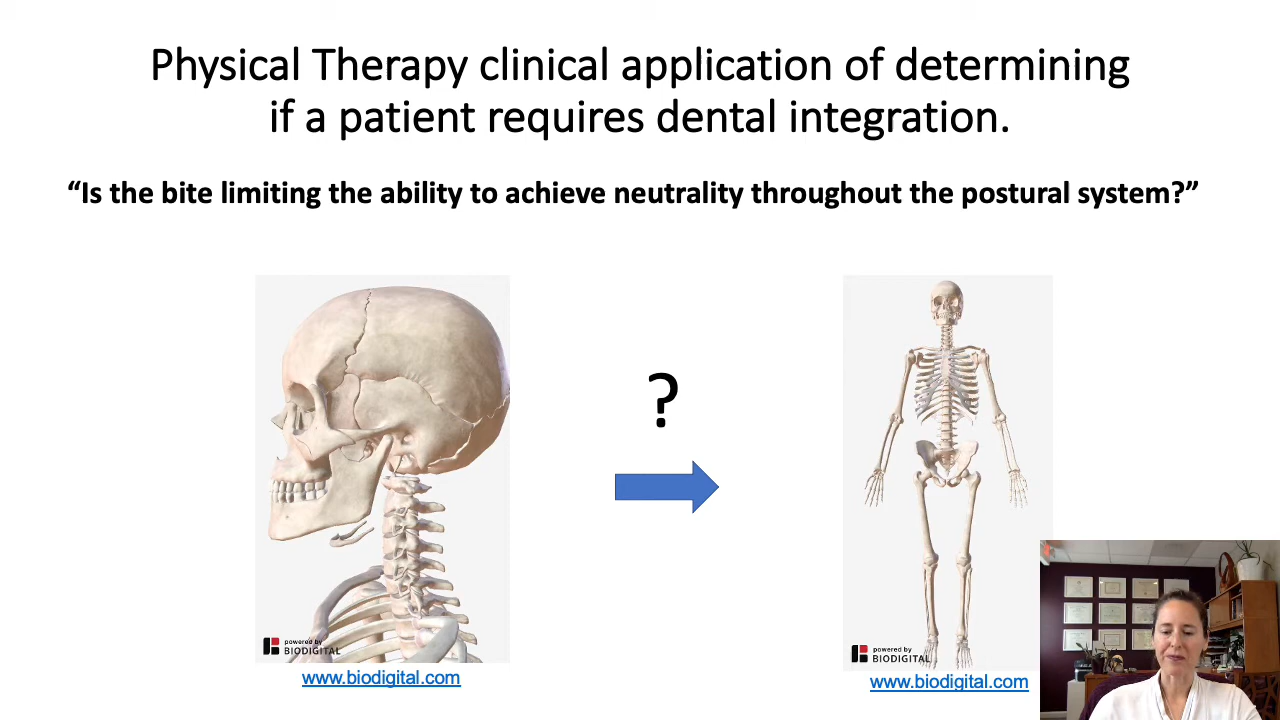 Physical Therapy clinical application of determining
if a patient requires dental integration.
“Is the bite limiting the ability to achieve neutrality throughout the postural system?”
?
powered by
BIODIGITAL
www.biodigital.com
powered by
BIODIGITAL
www.biodigital.com